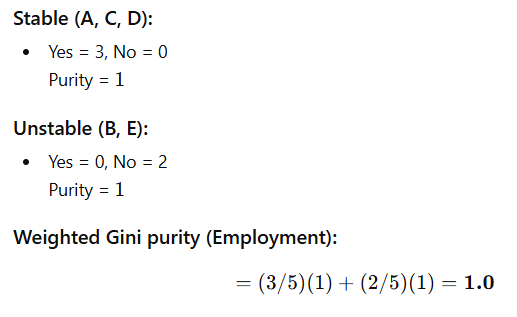 Stable (A, C, D):
• Yes = 3, No = 0
Purity = 1
Unstable (B, E):
• Yes = 0, No = 2
Purity = 1
Weighted Gini purity (Employment):
= (3/5)(1) + (2/5)(1) = 1.0